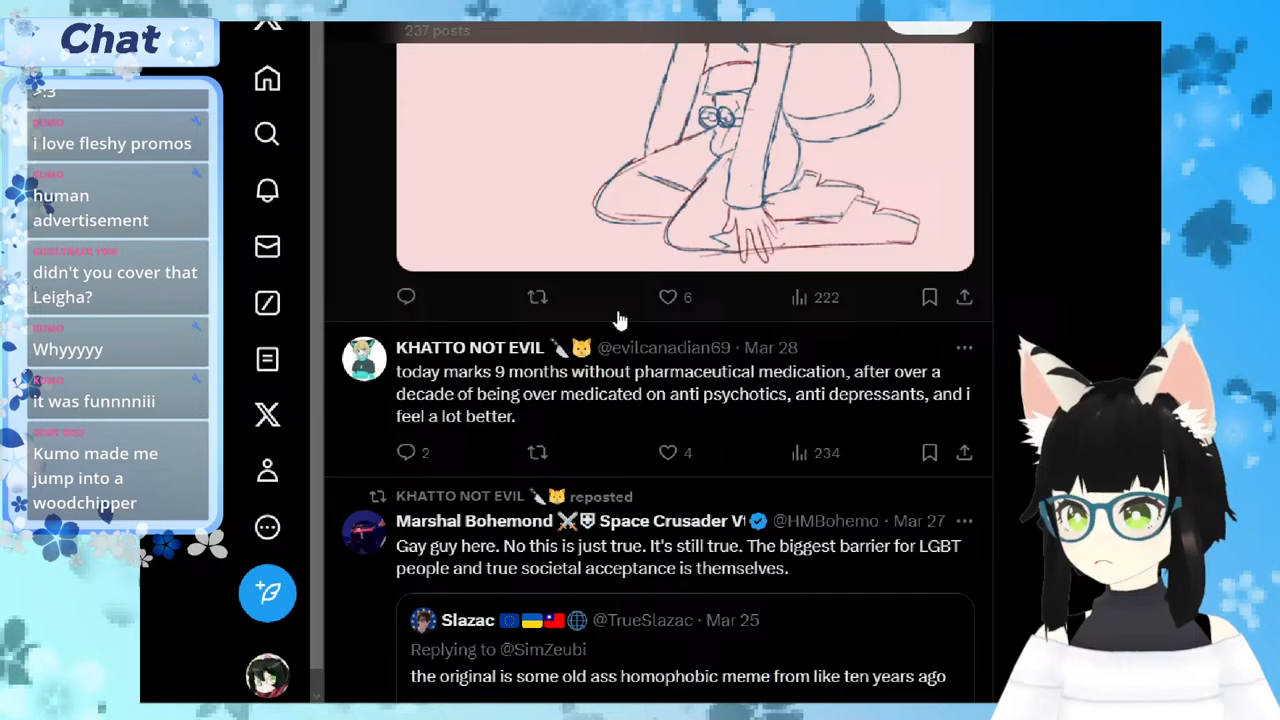 Chat
>:3
KUMO
i love fleshy promos
KUMO
human
advertisement
didn't you cover that
Leigha?
KUMO
Whyyyyy
KUMO
it was funnnniii
Kumo made me
jump into a
woodchipper
237 posts
6
222
KHATTO NOT EVIL 🔪🐱 @evilcanadian69 · Mar 28
today marks 9 months without pharmaceutical medication, after over a
decade of being over medicated on anti psychotics, anti depressants, and i
feel a lot better.
2
4
234
KHATTO NOT EVIL 🔪🐱 reposted
Marshal Bohemond ⚔️⛨ Space Crusader V! @HMBohemo · Mar 27
Gay guy here. No this is just true. It's still true. The biggest barrier for LGBT
people and true societal acceptance is themselves.
Slazac 🇪🇺🇺🇦🇹🇼🌐 @TrueSlazac · Mar 25
Replying to @SimZeubi
the original is some old ass homophobic meme from like ten years ago